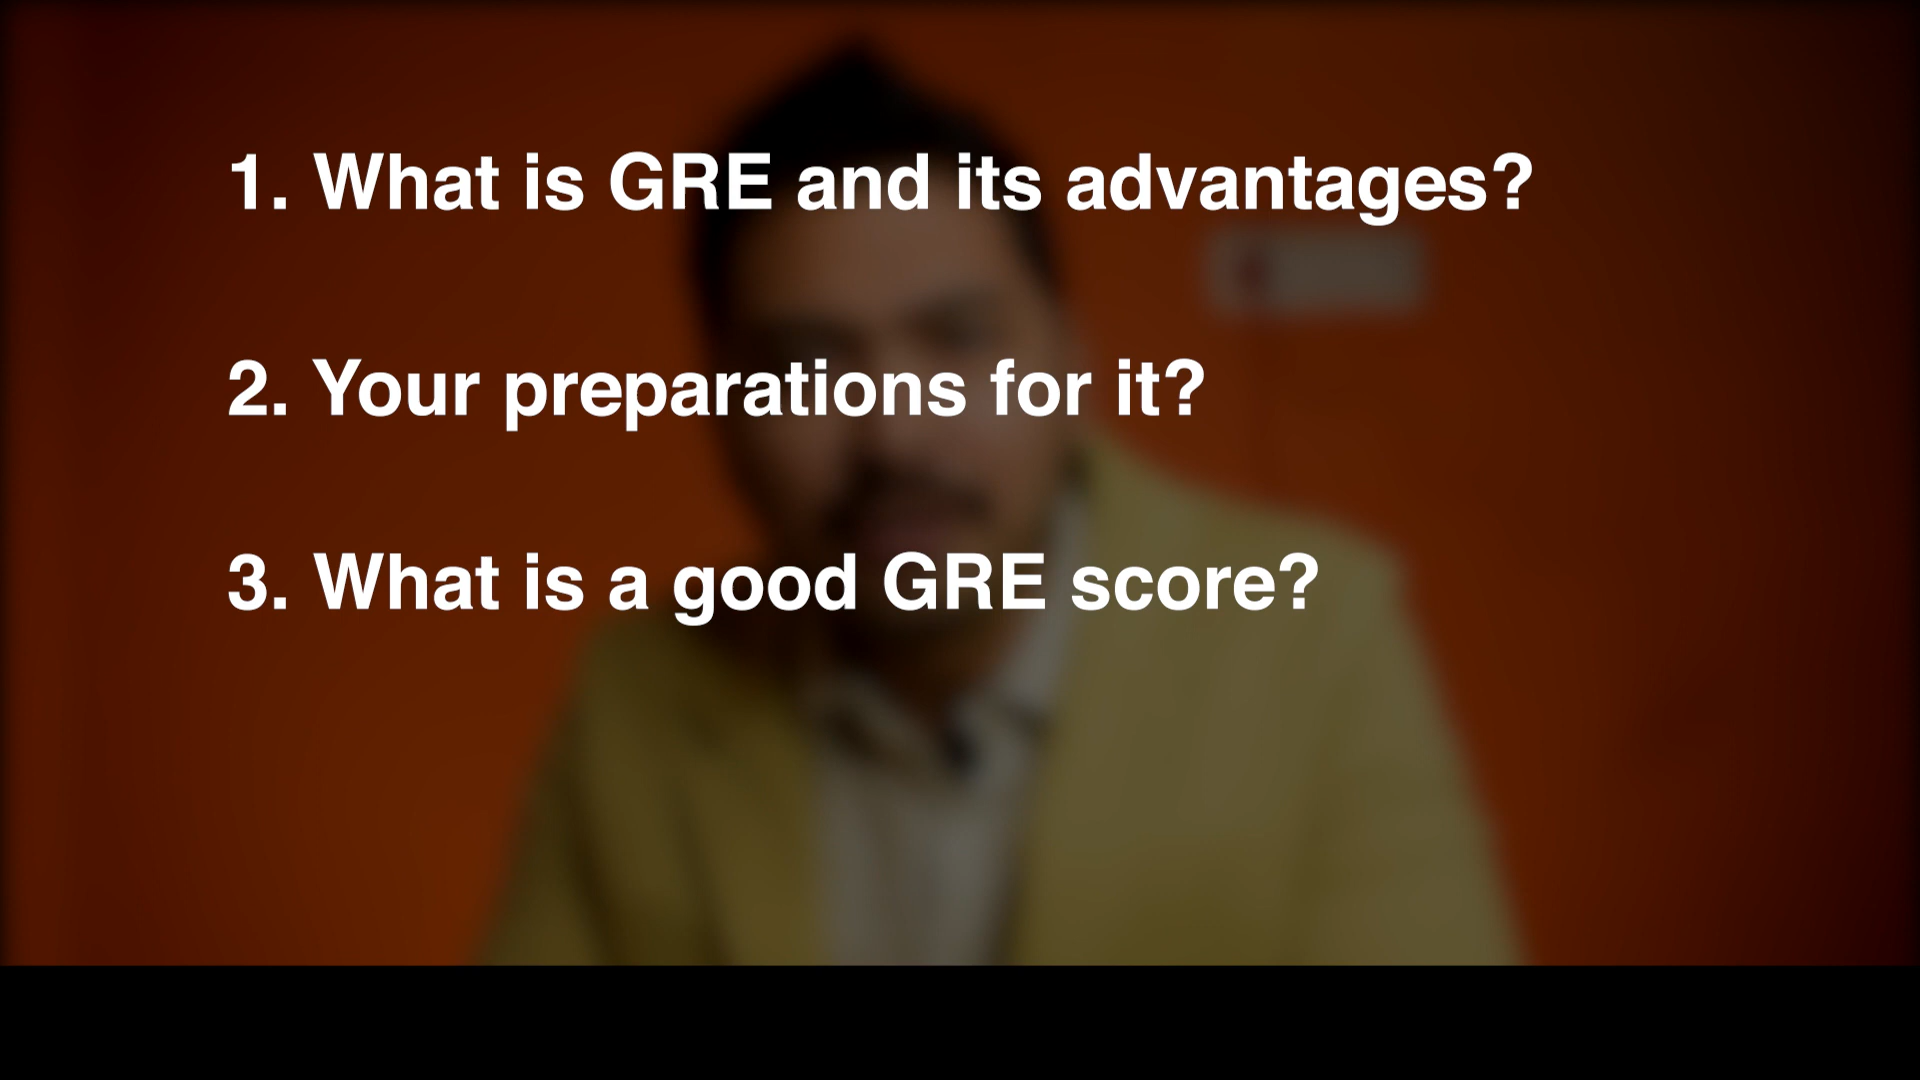 1. What is GRE and its advantages?
2. Your preparations for it?
3. What is a good GRE score?